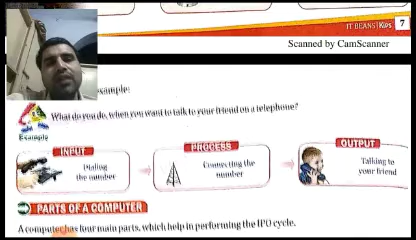 IT BEANS Kids 7
Scanned by CamScanner
xample:
What do you do, when you want to talk to your friend on a telephone?
Example
INPUT
Dialing
the number
PROCESS
Connecting the
number
OUTPUT
Talking to
your friend
PARTS OF A COMPUTER
A computer has four main parts, which help in performing the IPO cycle.